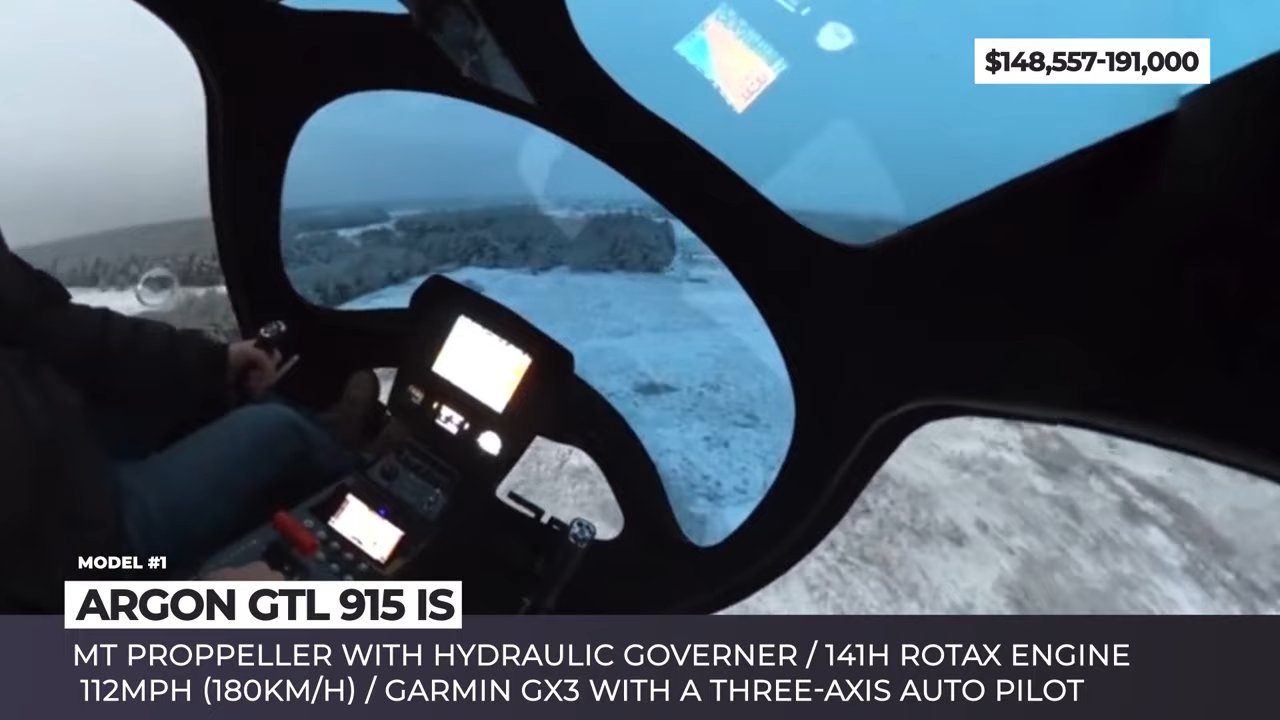 $148,557-191,000
MODEL #1
ARGON GTL 915 IS
MT PROPPELLER WITH HYDRAULIC GOVERNER / 141H ROTAX ENGINE
112MPH (180KM/H) / GARMIN GX3 WITH A THREE-AXIS AUTO PILOT